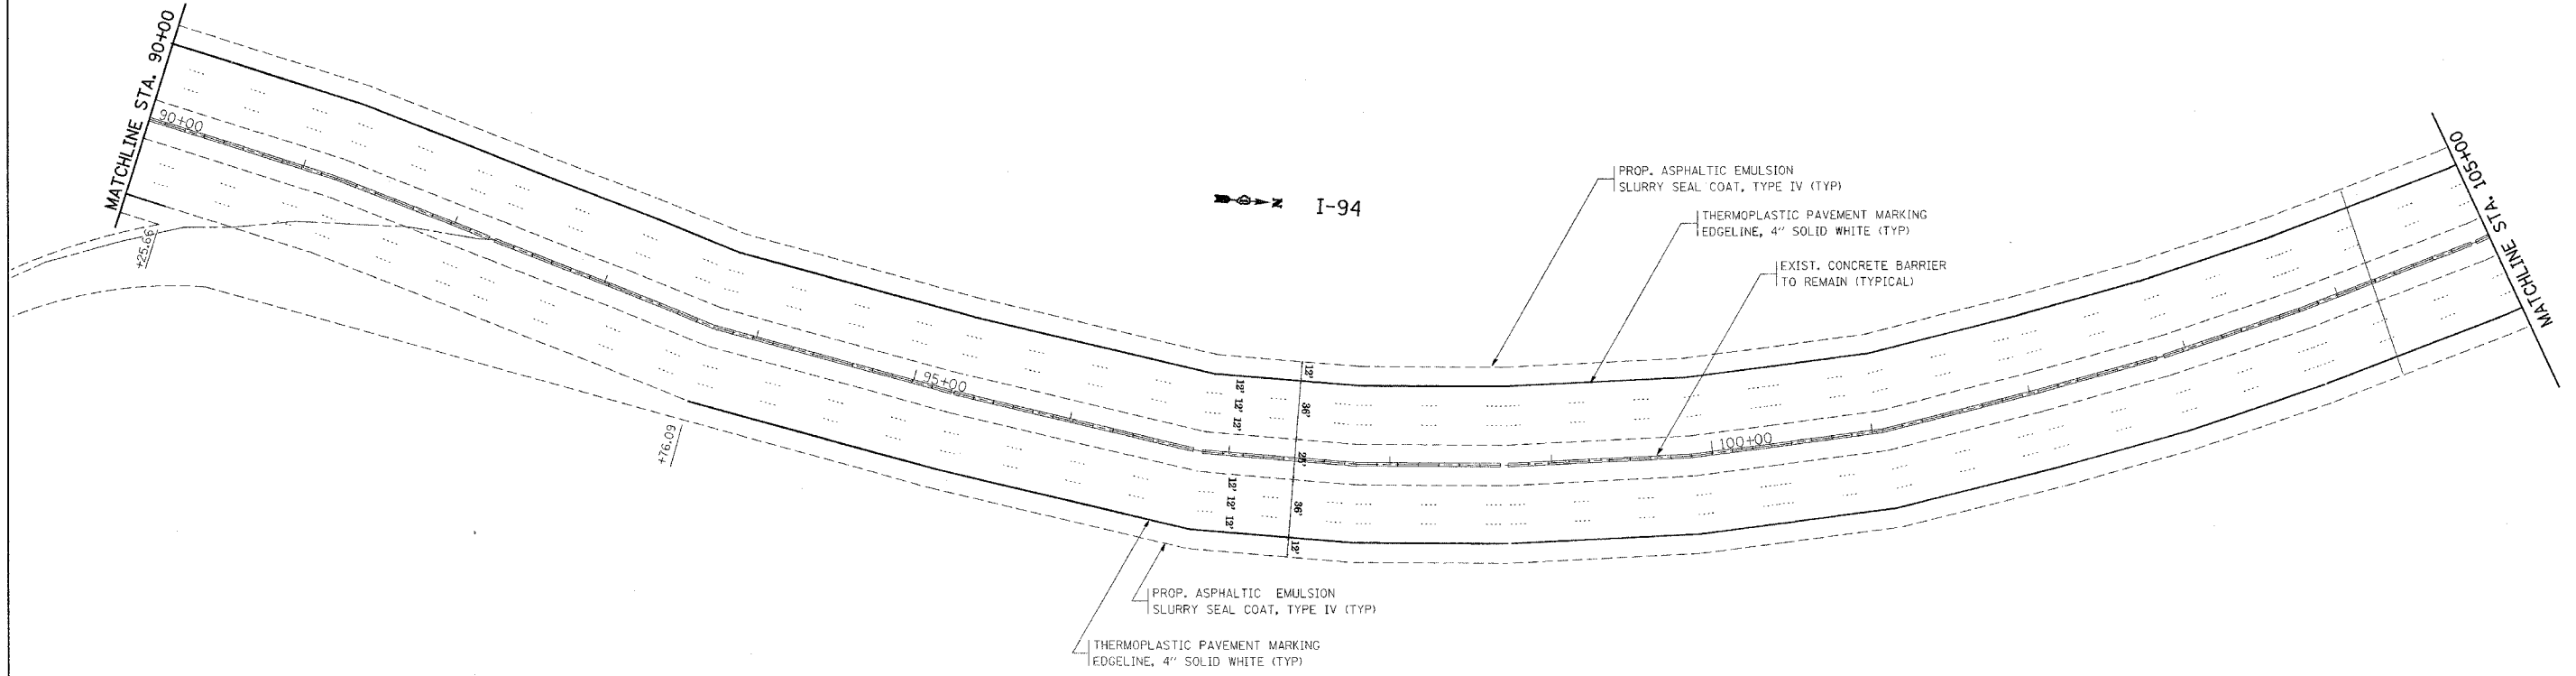 MATCHLINE STA. 90+00
90+00
+25.66
+76.09
95+00
I-94
N
PROP. ASPHALTIC EMULSION
SLURRY SEAL COAT, TYPE IV (TYP)
THERMOPLASTIC PAVEMENT MARKING
EDGELINE, 4" SOLID WHITE (TYP)
EXIST. CONCRETE BARRIER
TO REMAIN (TYPICAL)
12'
36'
12' 12' 12'
36'
12' 12' 12'
12'
100+00
MATCHLINE STA. 105+00
PROP. ASPHALTIC EMULSION
SLURRY SEAL COAT, TYPE IV (TYP)
THERMOPLASTIC PAVEMENT MARKING
EDGELINE, 4" SOLID WHITE (TYP)